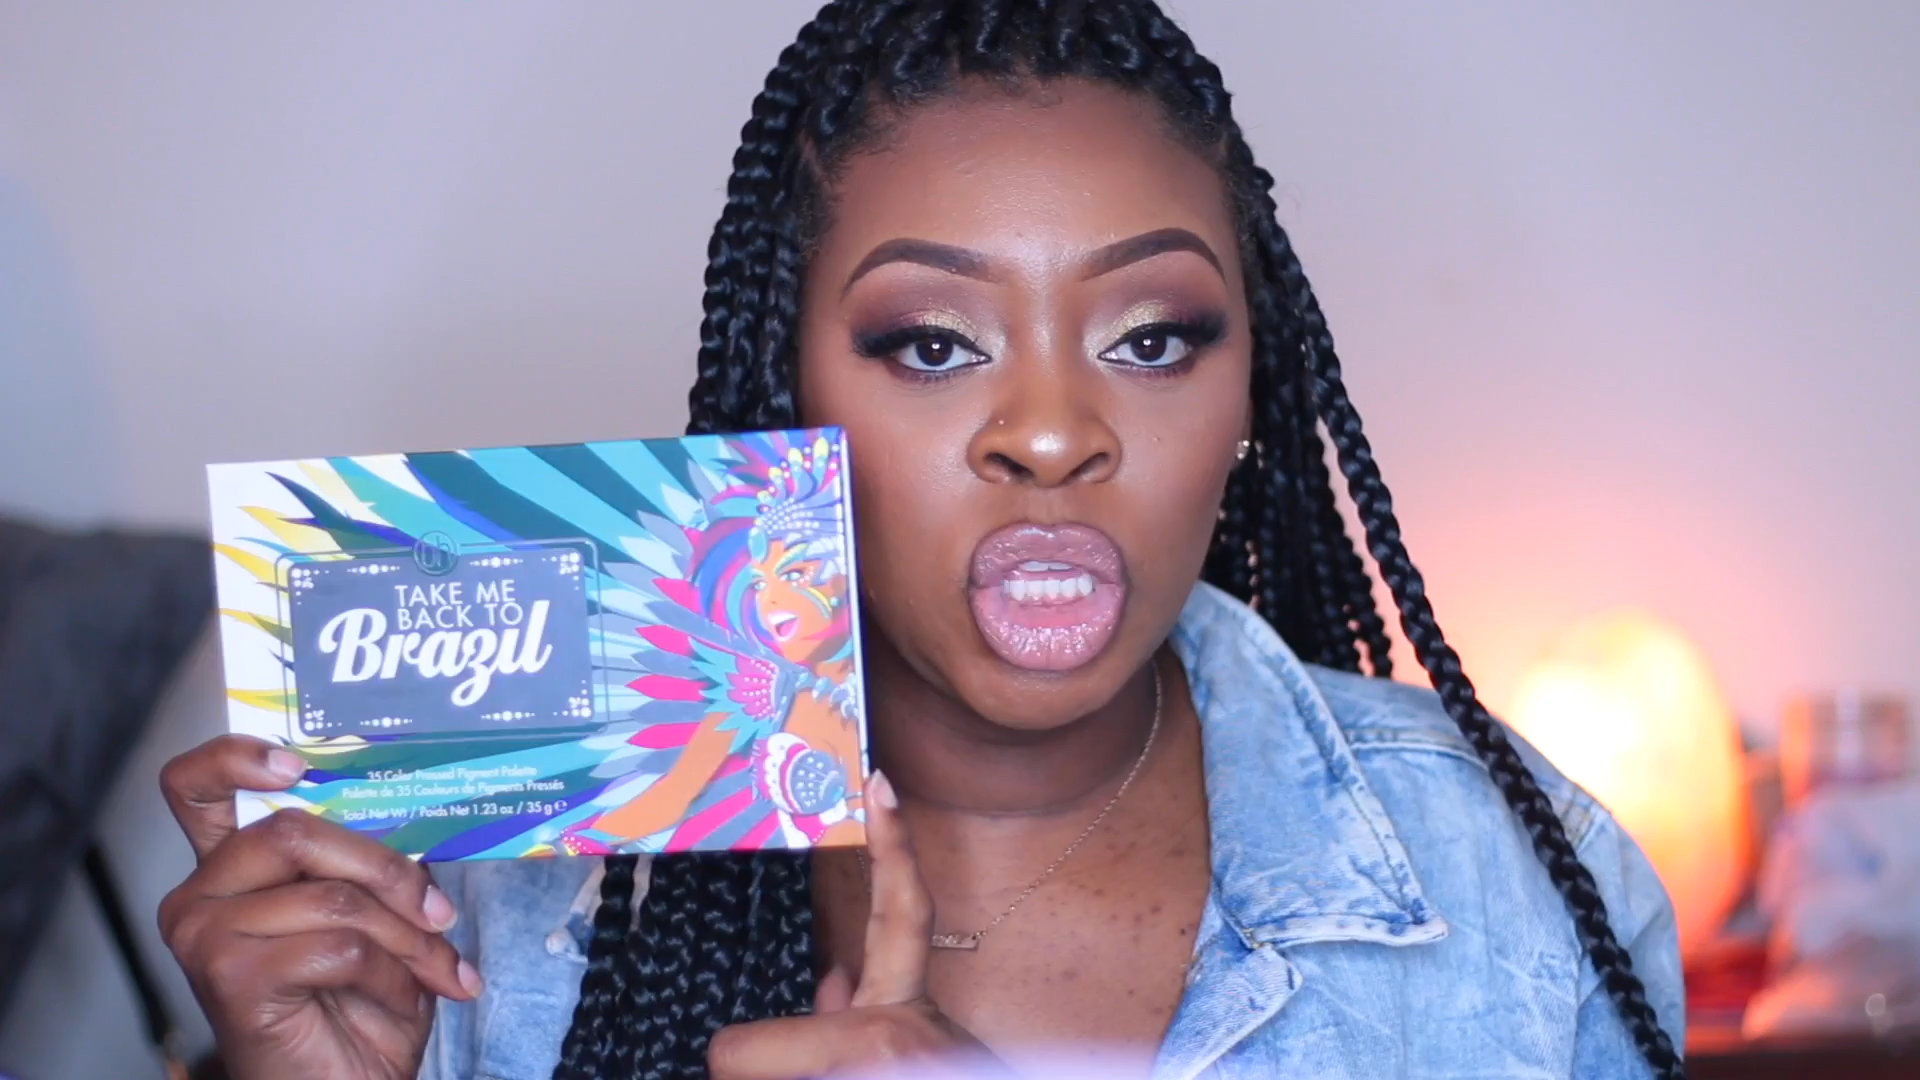 bh
TAKE ME
BACK TO
Brazil
35 Color Pressed Pigment Palette
Palette de 35 Couleurs de Pigments Pressés
Total Net Wt / Poids Net 1.23 oz / 35 g ℮